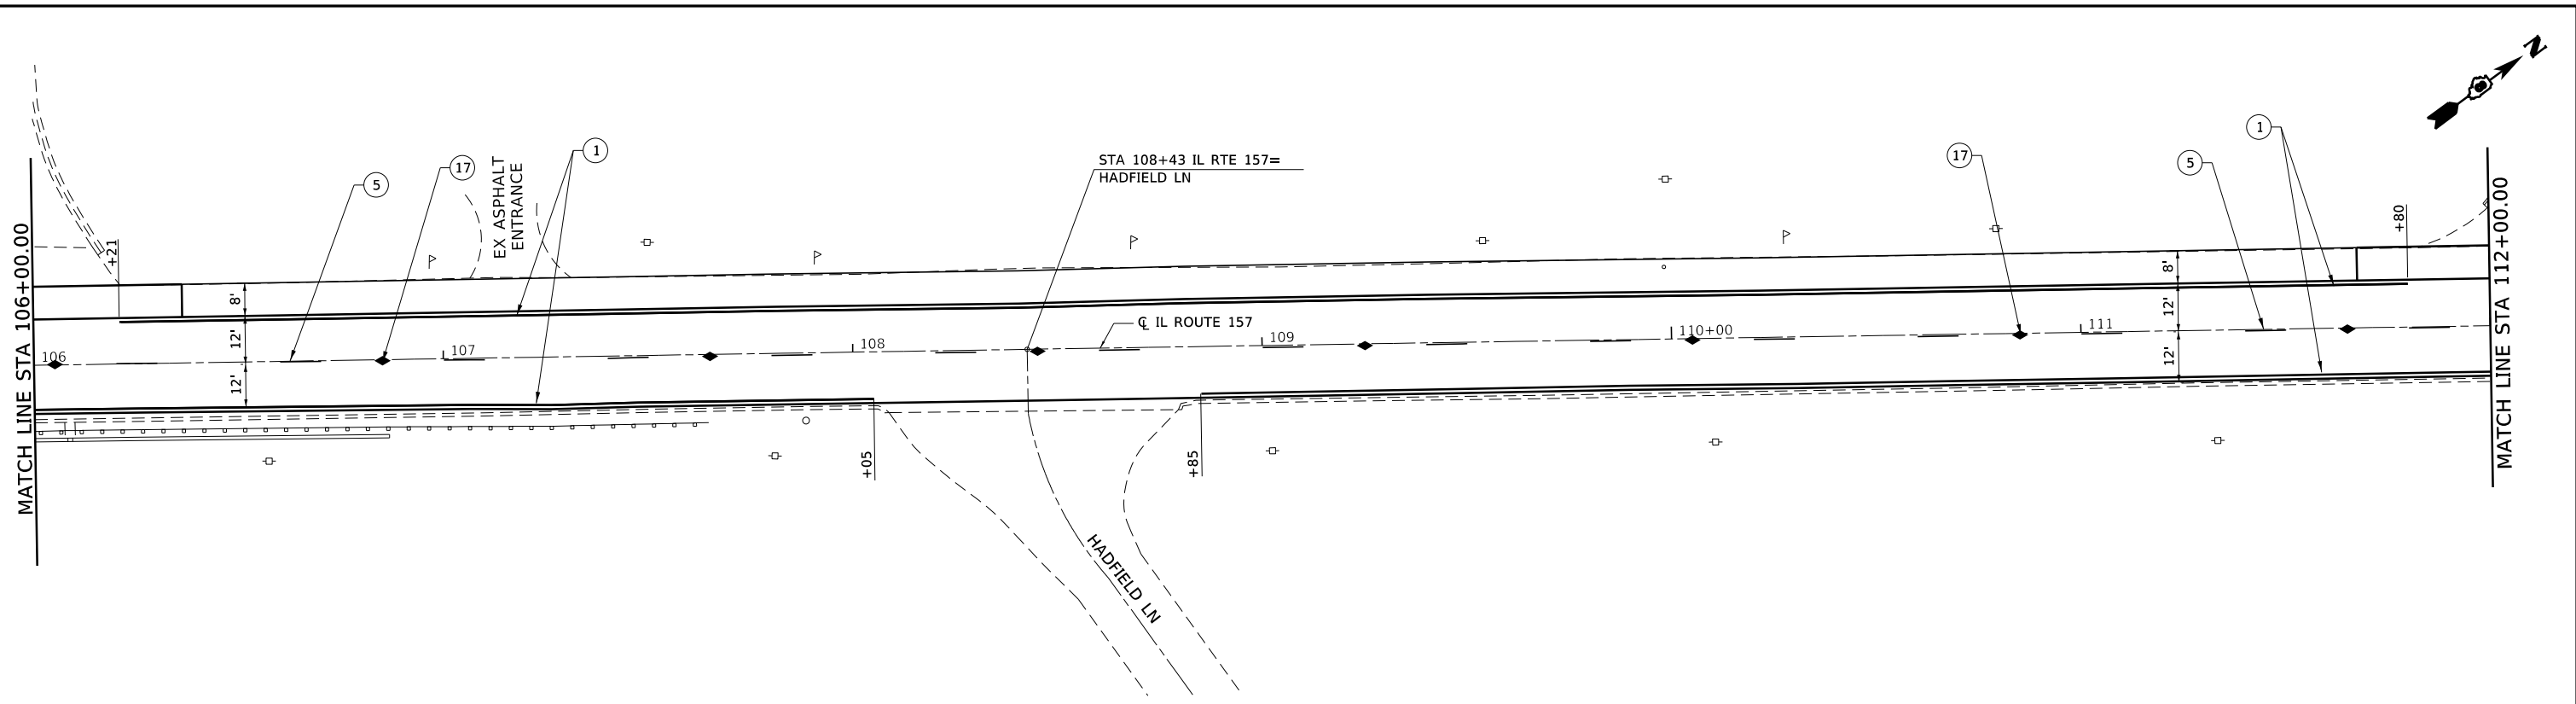 N
1
1
STA 108+43 IL RTE 157=
HADFIELD LN
17
17
5
5
EX ASPHALT
ENTRANCE
+21
+80
MATCH LINE STA 106+00.00
MATCH LINE STA 112+00.00
8'
12'
12'
8'
12'
12'
℄ IL ROUTE 157
106
107
108
109
110+00
111
+05
+85
HADFIELD LN